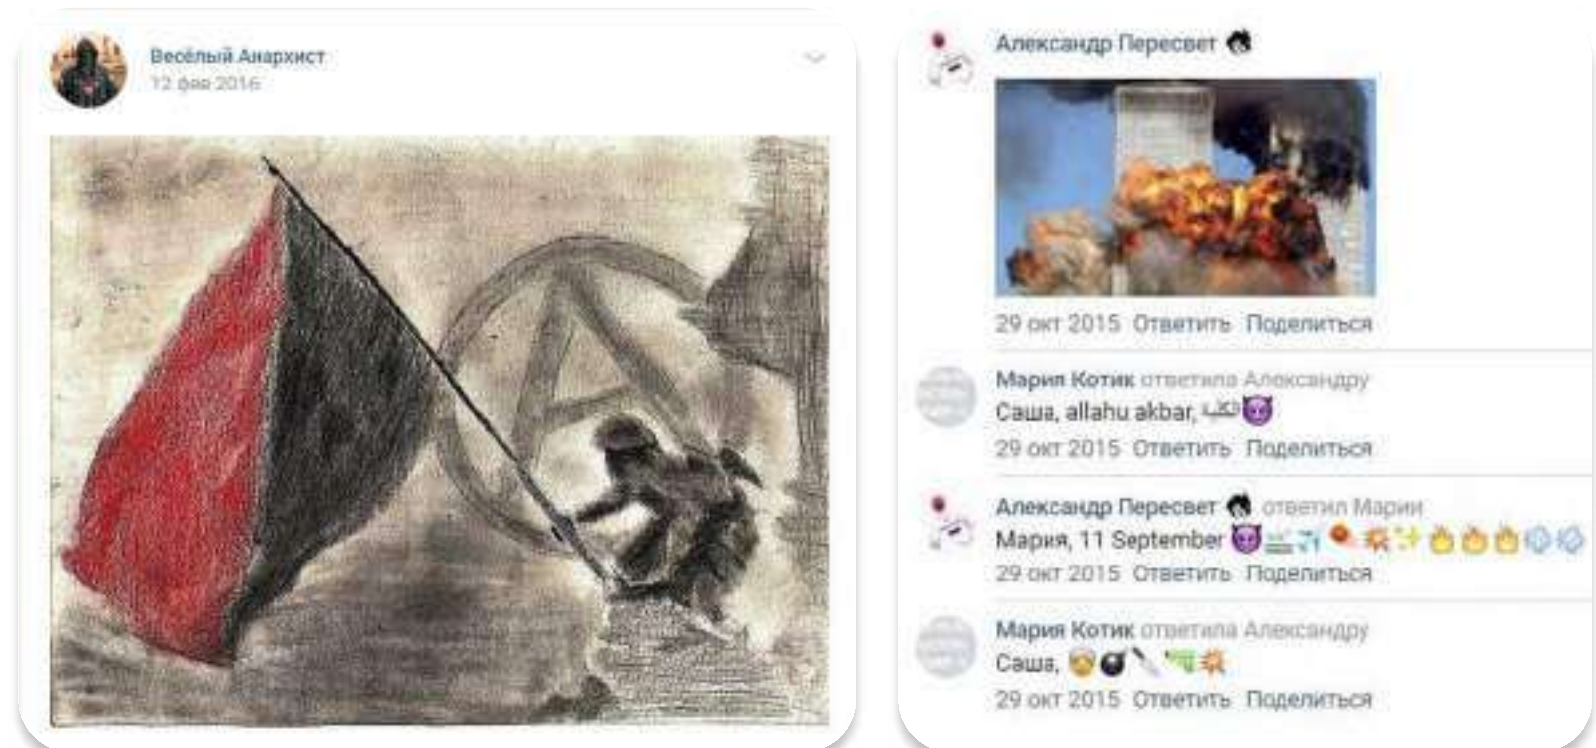 Весёлый Анархист
12 фев 2016
Александр Пересвет
29 окт 2015 Ответить Поделиться
Мария Котик ответила Александру
Саша, allahu akbar,
29 окт 2015 Ответить Поделиться
Александр Пересвет ответил Марии
Мария, 11 September
29 окт 2015 Ответить Поделиться
Мария Котик ответила Александру
Саша,
29 окт 2015 Ответить Поделиться